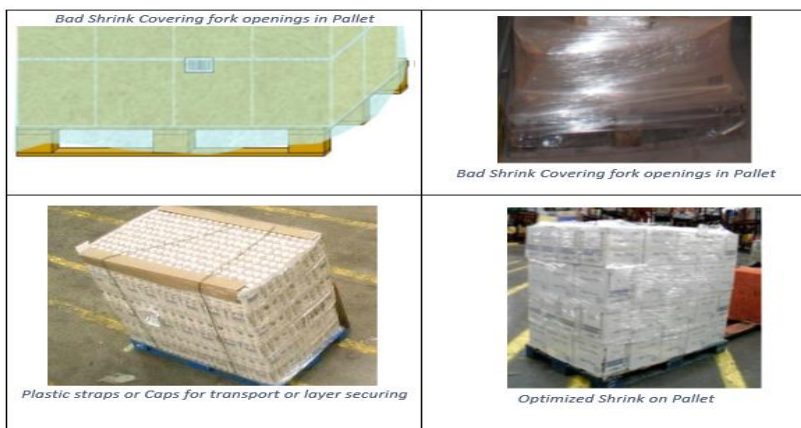 Bad Shrink Covering fork openings in Pallet
Bad Shrink Covering fork openings in Pallet
Plastic straps or Caps for transport or layer securing
Optimized Shrink on Pallet